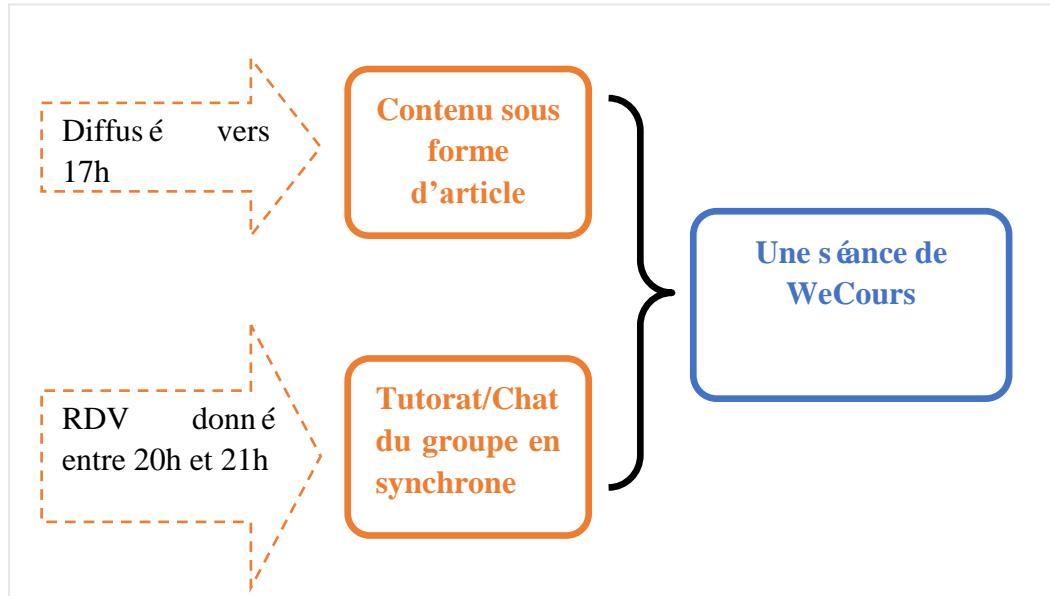 Diffusé vers
17h
Contenu sous
forme
d’article
Une séance de
WeCours
RDV donné
entre 20h et 21h
Tutorat/Chat
du groupe en
synchrone